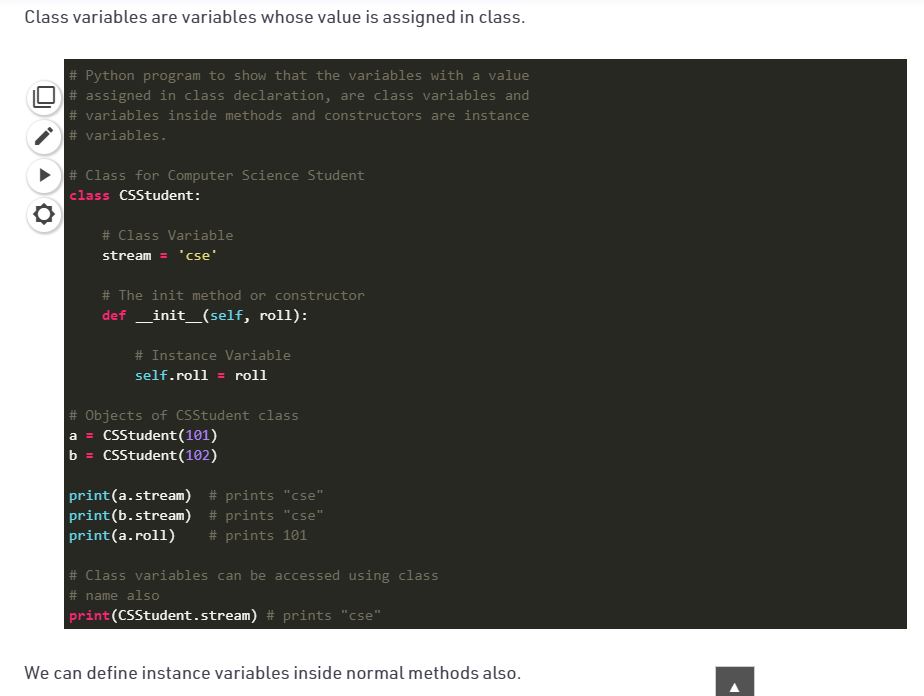 Class variables are variables whose value is assigned in class.
# Python program to show that the variables with a value
# assigned in class declaration, are class variables and
# variables inside methods and constructors are instance
# variables.
# Class for Computer Science Student
class CSStudent:
# Class Variable
stream = 'cse'
# The init method or constructor
def __init__(self, roll):
# Instance Variable
self.roll = roll
# Objects of CSStudent class
a = CSStudent(101)
b = CSStudent(102)
print(a.stream) # prints "cse"
print(b.stream) # prints "cse"
print(a.roll) # prints 101
# Class variables can be accessed using class
# name also
print(CSStudent.stream) # prints "cse"
We can define instance variables inside normal methods also.